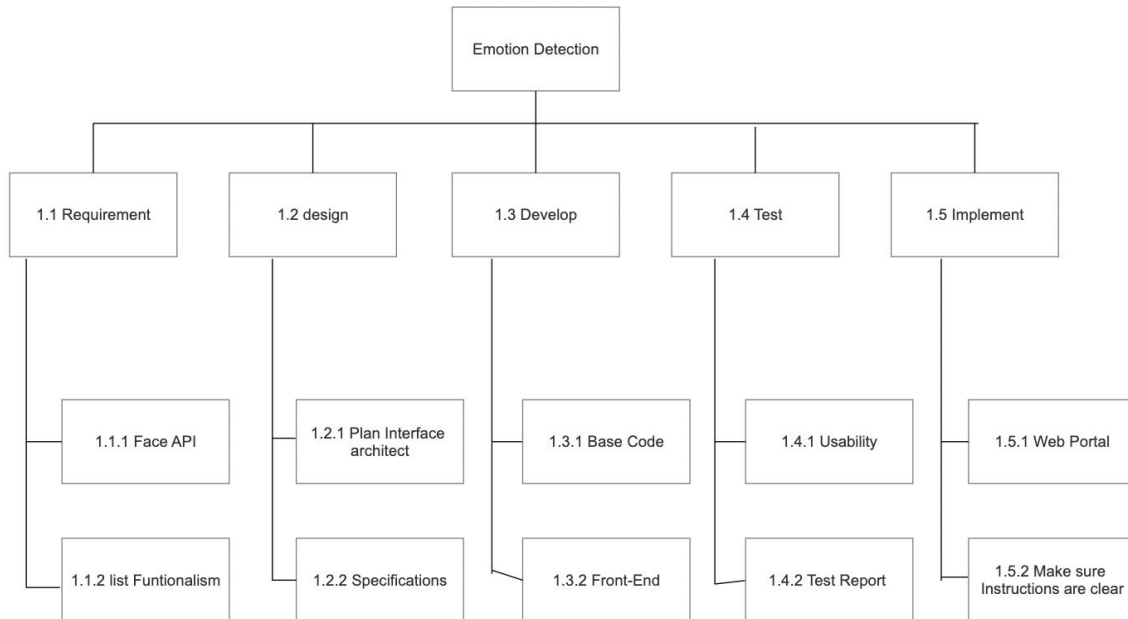 Emotion Detection
1.1 Requirement
1.2 design
1.3 Develop
1.4 Test
1.5 Implement
1.1.1 Face API
1.2.1 Plan Interface
architect
1.3.1 Base Code
1.4.1 Usability
1.5.1 Web Portal
1.1.2 list Funtionalism
1.2.2 Specifications
1.3.2 Front-End
1.4.2 Test Report
1.5.2 Make sure
Instructions are clear